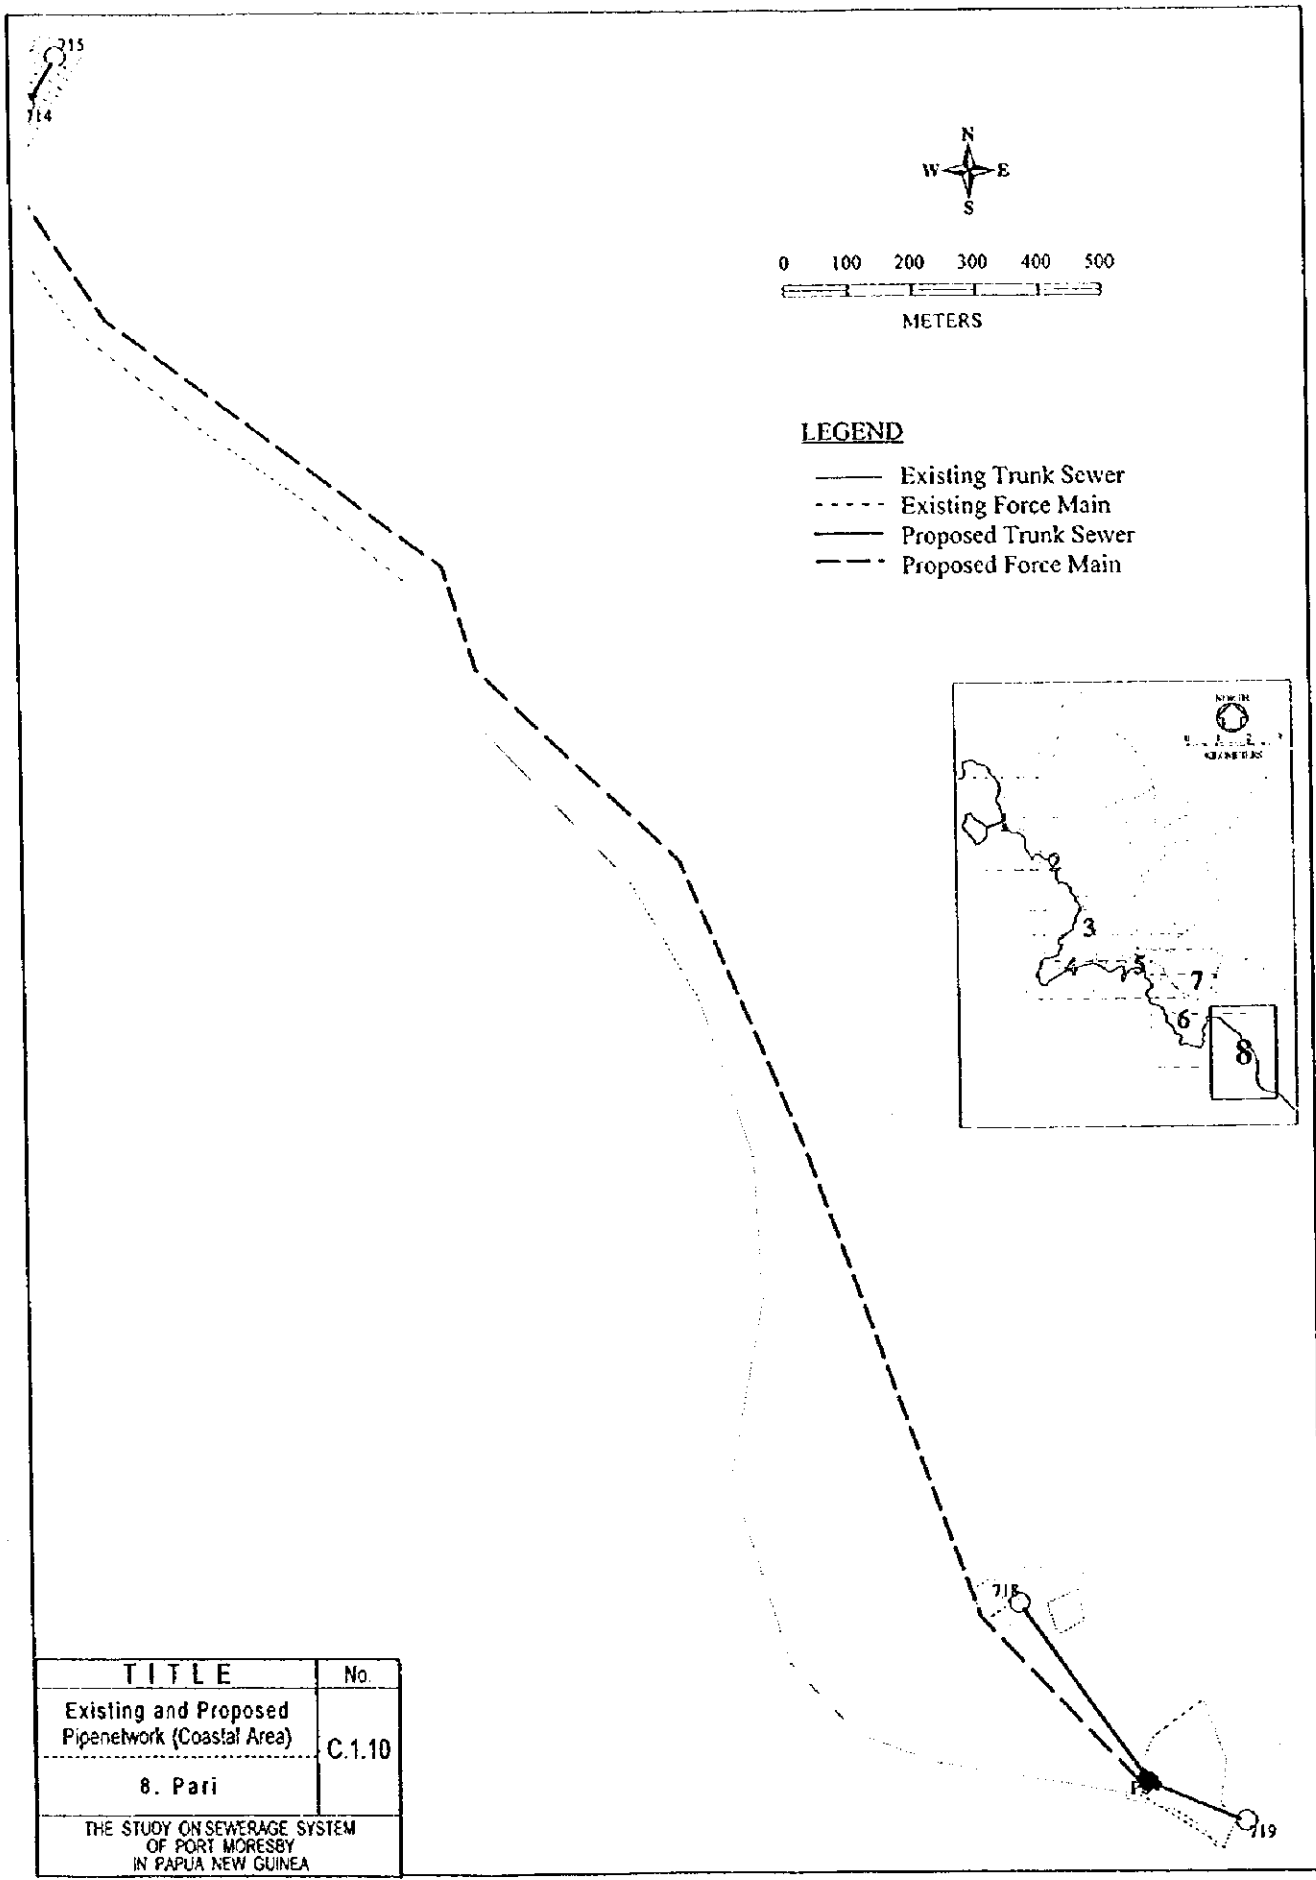 715
714
N
W E
S
0 100 200 300 400 500
METERS
LEGEND
Existing Trunk Sewer
Existing Force Main
Proposed Trunk Sewer
Proposed Force Main
NORTH
KILOMETERS
2
3
4
5
7
6
8
718
719
TITLE No.
Existing and Proposed
Pipenetwork (Coastal Area)
C.1.10
8. Pari
THE STUDY ON SEWERAGE SYSTEM
OF PORT MORESBY
IN PAPUA NEW GUINEA